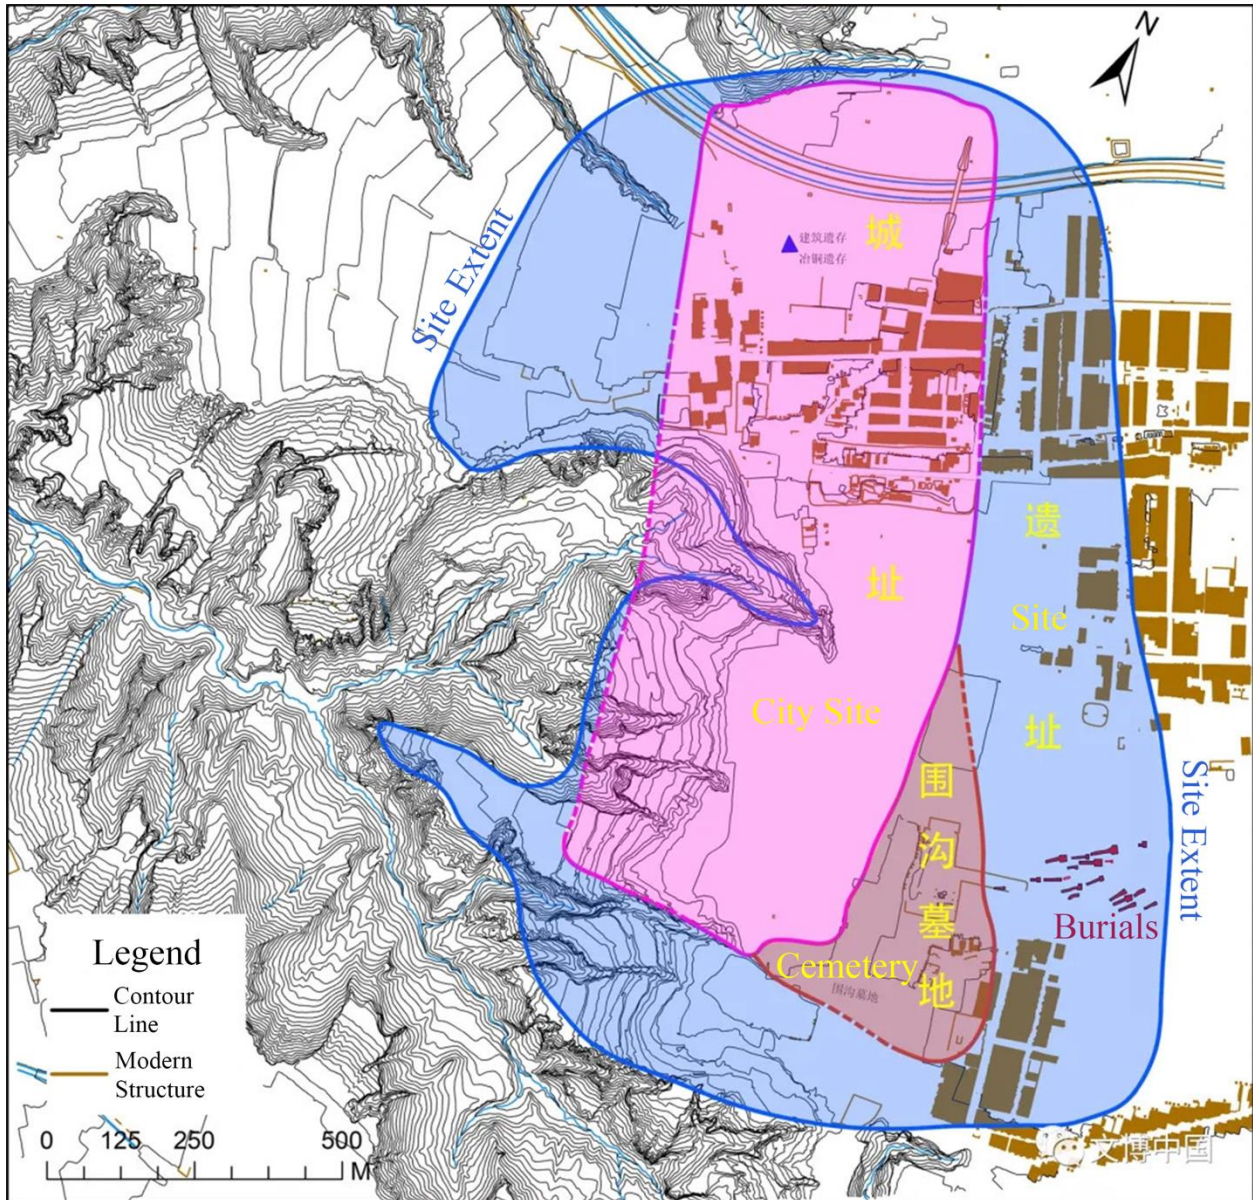 N
城
建筑遗存
冶铜遗存
Site Extent
遗
址
址
Site
City Site
址
围
沟
墓
地
Site Extent
Burials
Cemetery
围沟墓地
Legend
Contour
Line
Modern
Structure
0 125 250 500
M
文博中国